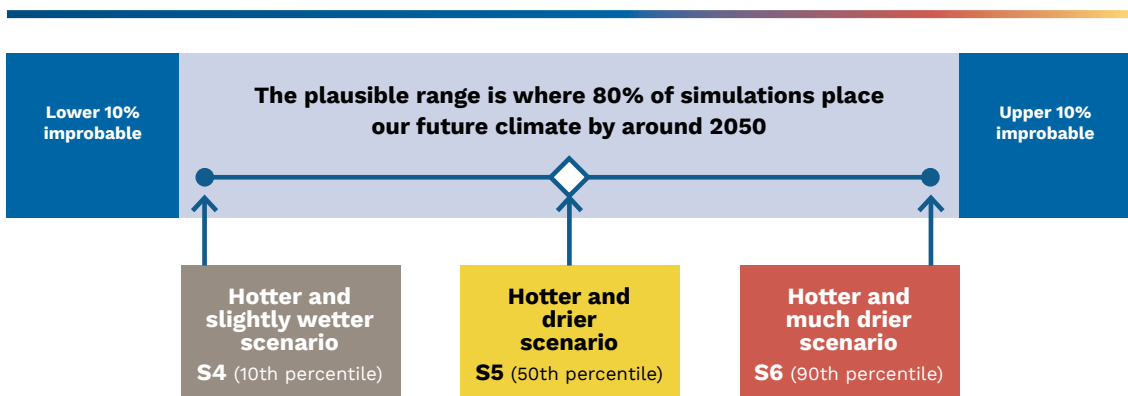 Lower 10%
improbable
The plausible range is where 80% of simulations place
our future climate by around 2050
Upper 10%
improbable
Hotter and
slightly wetter
scenario
S4 (10th percentile)
Hotter and
drier
scenario
S5 (50th percentile)
Hotter and
much drier
scenario
S6 (90th percentile)